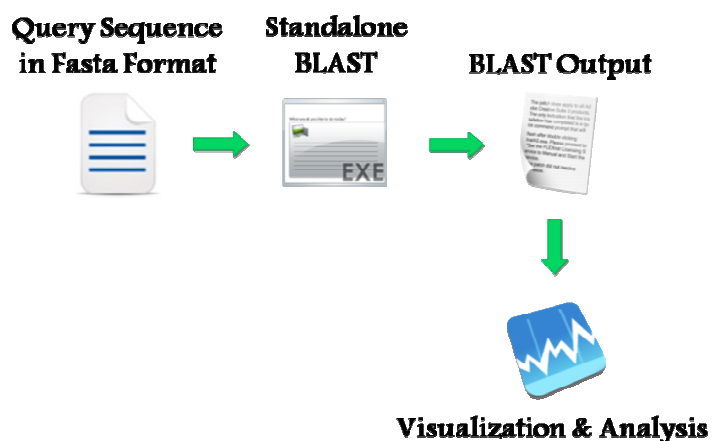 Query Sequence
in Fasta Format
Standalone
BLAST
BLAST Output
EXE
Visualization & Analysis